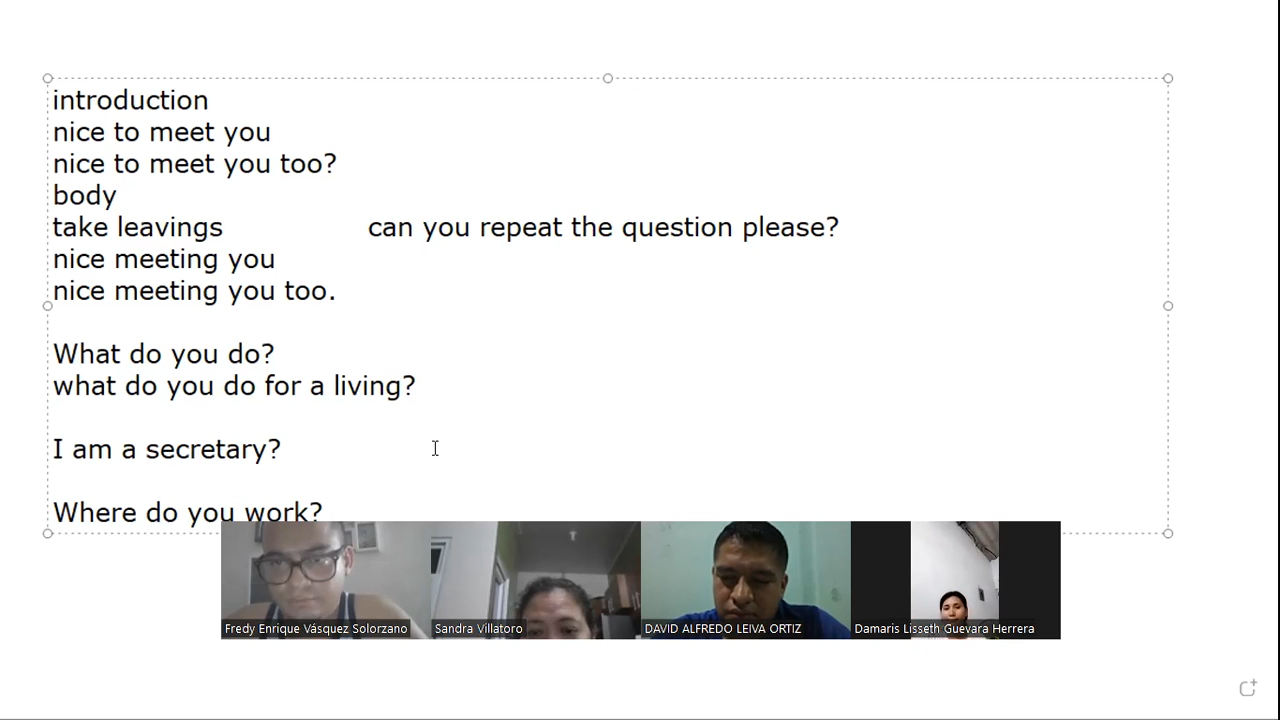 introduction
nice to meet you
nice to meet you too?
body
take leavings can you repeat the question please?
nice meeting you
nice meeting you too.
What do you do?
what do you do for a living?
I am a secretary?
Where do you work?
Fredy Enrique Vásquez Solorzano
Sandra Villatoro
DAVID ALFREDO LEIVA ORTIZ
Damaris Lisseth Guevara Herrera